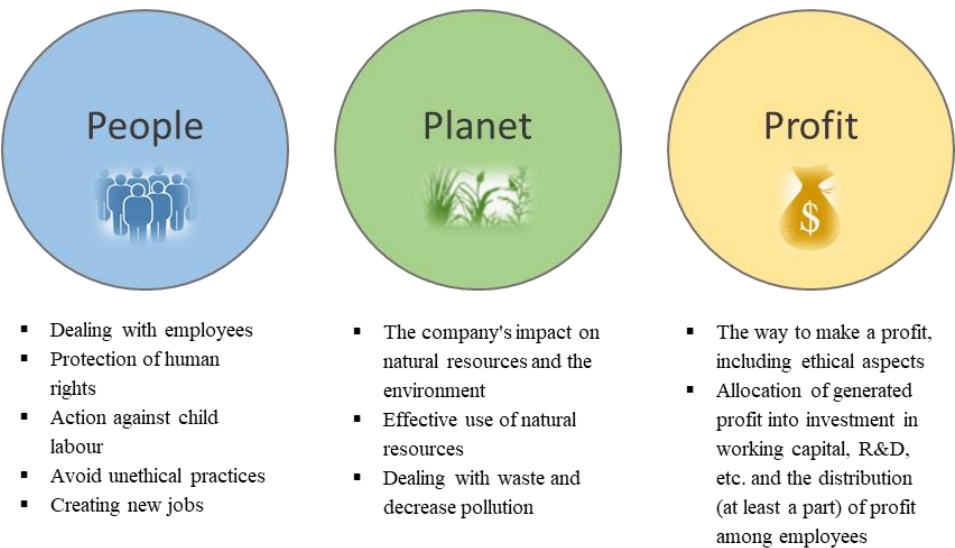 People
Planet
Profit
$
▪ Dealing with employees
▪ Protection of human
rights
▪ Action against child
labour
▪ Avoid unethical practices
▪ Creating new jobs
▪ The company's impact on
natural resources and the
environment
▪ Effective use of natural
resources
▪ Dealing with waste and
decrease pollution
▪ The way to make a profit,
including ethical aspects
▪ Allocation of generated
profit into investment in
working capital, R&D,
etc. and the distribution
(at least a part) of profit
among employees